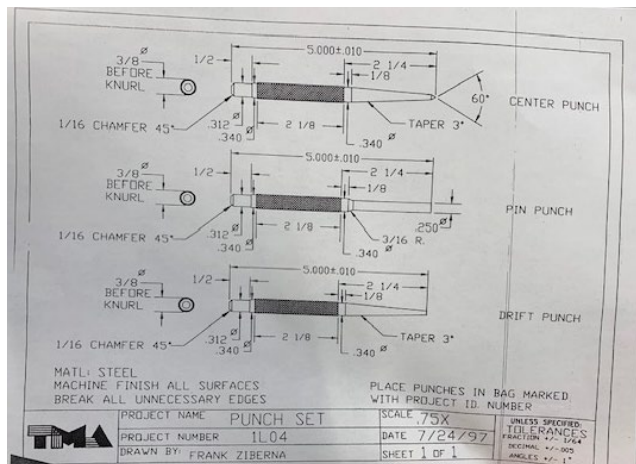 Ø
3/8
BEFORE
KNURL
1/2
5.000±.010
2 1/4
1/8
60°
CENTER PUNCH
1/16 CHAMFER 45°
.312 Ø
.340 Ø
2 1/8
.340 Ø
TAPER 3°
Ø
3/8
BEFORE
KNURL
1/2
5.000±.010
2 1/4
1/8
PIN PUNCH
1/16 CHAMFER 45°
.312 Ø
.340 Ø
2 1/8
3/16 R.
.340 Ø
.250 Ø
Ø
3/8
BEFORE
KNURL
1/2
5.000±.010
2 1/4
1/8
DRIFT PUNCH
1/16 CHAMFER 45°
.312 Ø
.340 Ø
2 1/8
.340 Ø
TAPER 3°
MATL: STEEL
MACHINE FINISH ALL SURFACES
BREAK ALL UNNECESSARY EDGES
PLACE PUNCHES IN BAG MARKED
WITH PROJECT ID. NUMBER
TMA
PROJECT NAME PUNCH SET
PROJECT NUMBER 1L04
DRAWN BY: FRANK ZIBERNA
SCALE .75X
DATE 7/24/97
SHEET 1 OF 1
UNLESS SPECIFIED:
TOLERANCES
FRACTION +/- 1/64
DECIMAL +/-.005
ANGLES +/- 1°